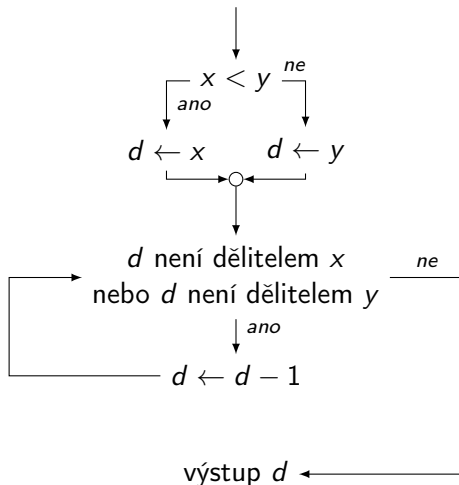 x < y
ne
ano
d ← x
d ← y
d není dělitelem x
nebo d není dělitelem y
ne
ano
d ← d − 1
výstup d